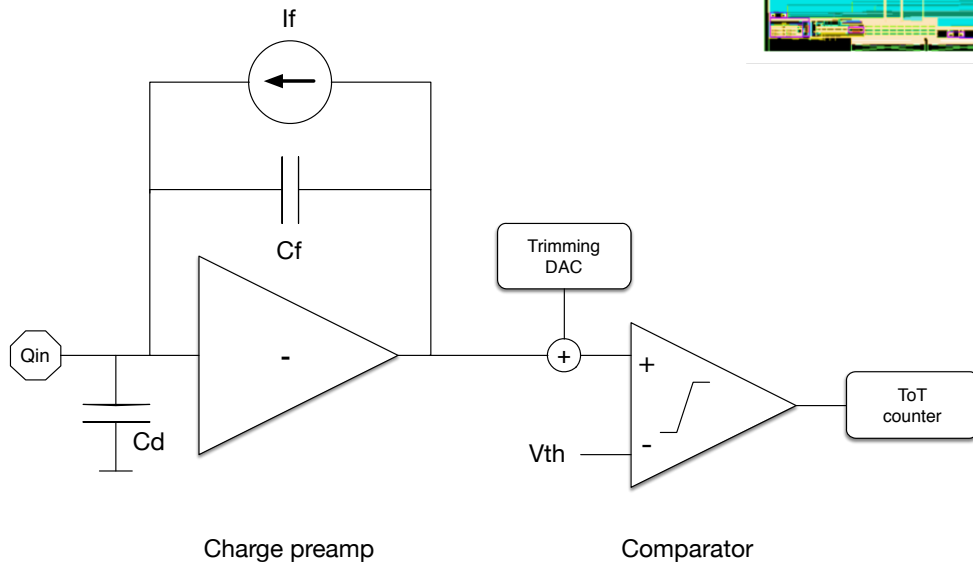 If
Cf
Trimming
DAC
Qin
-
+
+
-
Cd
Vth
ToT
counter
Charge preamp
Comparator